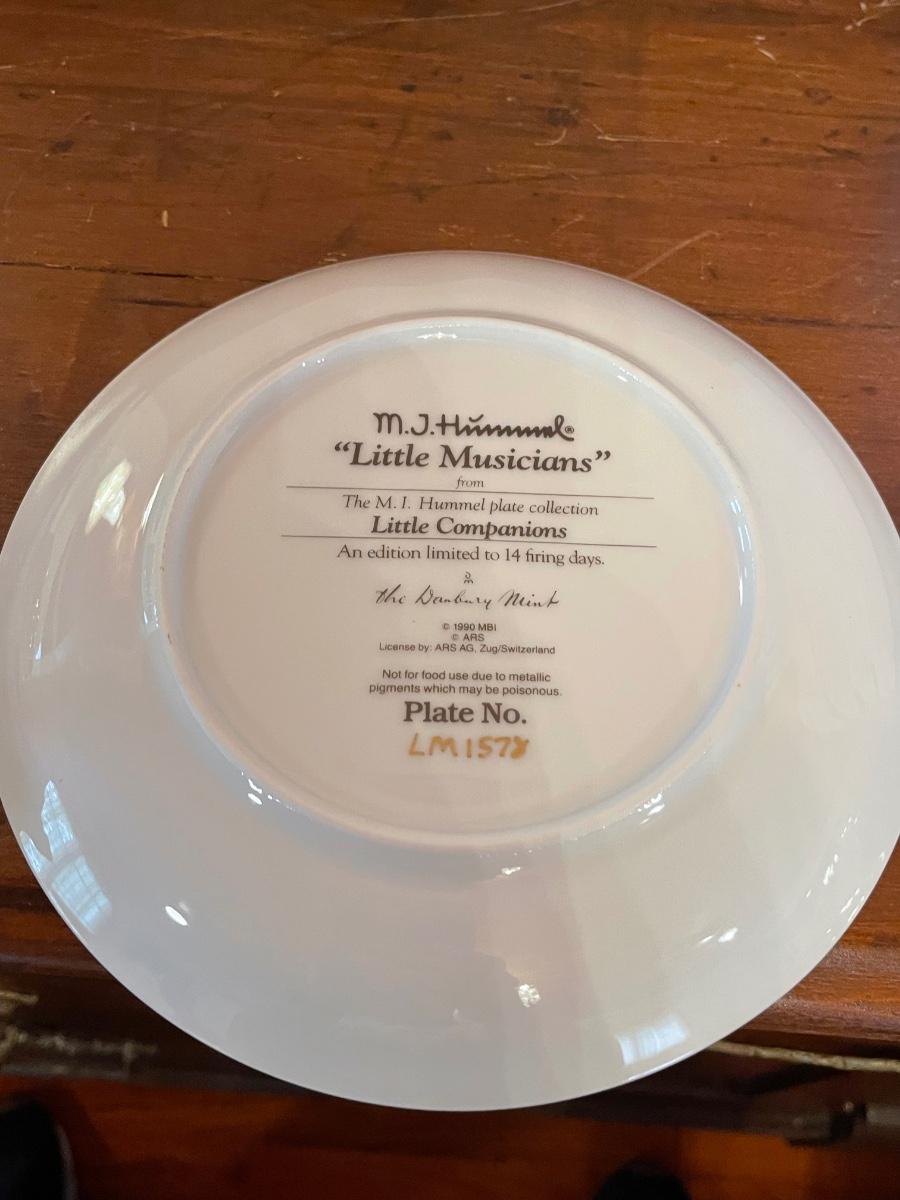 M.J.Hummel®
“Little Musicians”
from
The M. I. Hummel plate collection
Little Companions
An edition limited to 14 firing days.
the Danbury Mint
© 1990 MBI
© ARS
License by: ARS AG, Zug/Switzerland
Not for food use due to metallic
pigments which may be poisonous.
Plate No.
LM1578